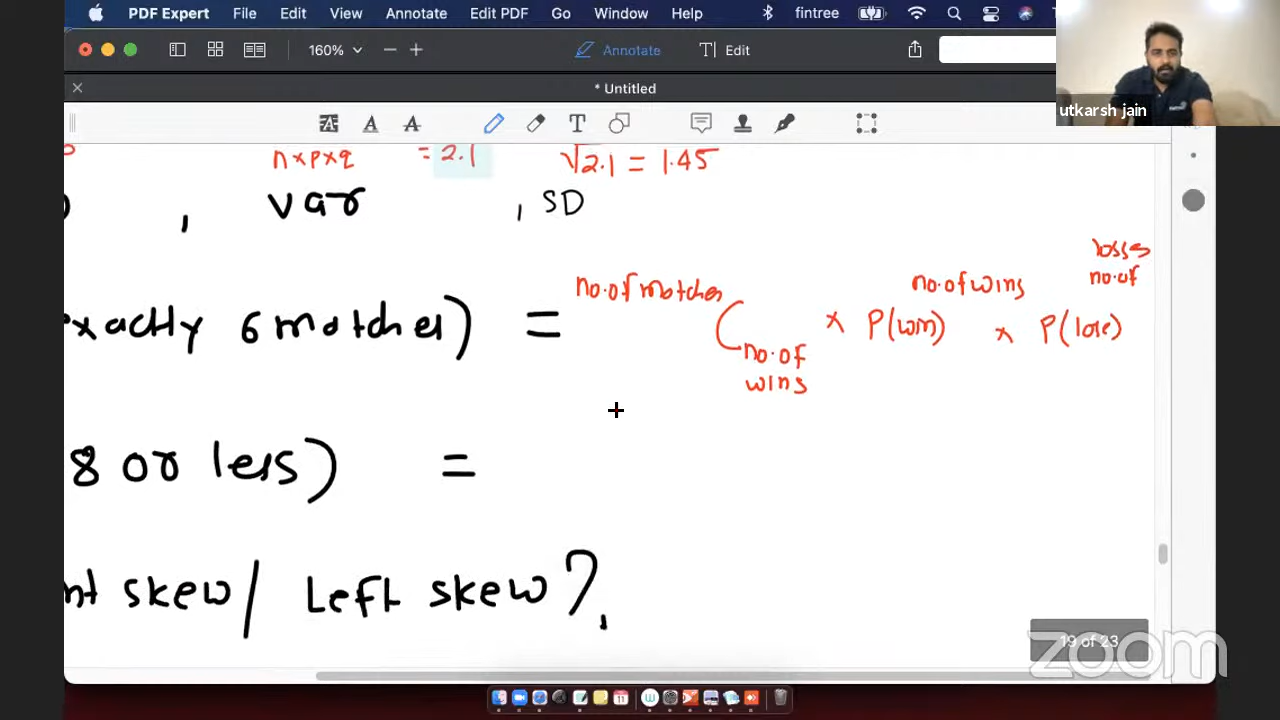 PDF Expert File Edit View Annotate Edit PDF Go Window Help fintree
160% Annotate Edit
* Untitled
utkarsh jain
n×p×q = 2.1 √2.1 = 1.45
, var , SD
losses
no.of matches no.of wins no.of
xactly 6 matches) = C × P(win) × P(lose)
no.of
wins
8 or less) =
skew/ Left skew?
19 of 23
zoom